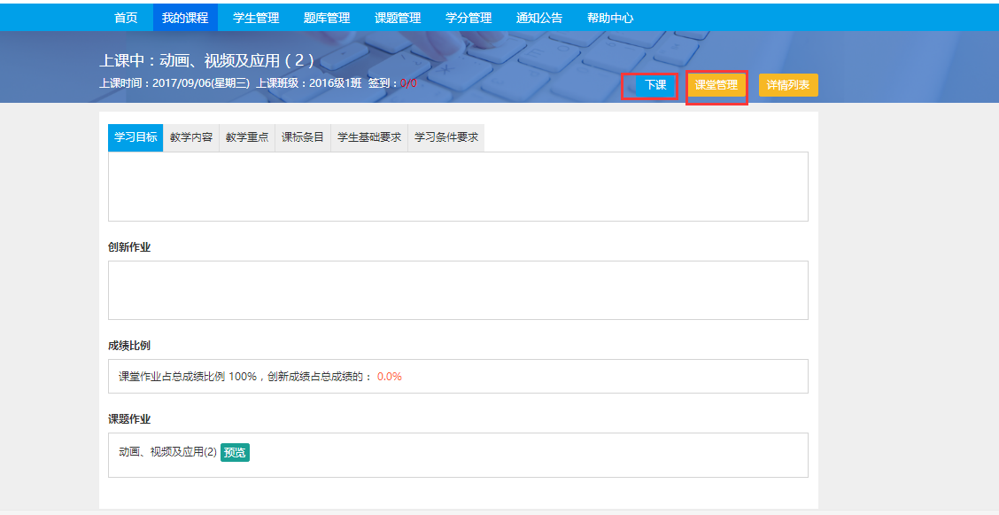 首页 我的课程 学生管理 题库管理 课题管理 学分管理 通知公告 帮助中心
上课中：动画、视频及应用（2）
上课时间：2017/09/06(星期三) 上课班级：2016级1班 签到：0/0
下课 课堂管理 详情列表
学习目标 教学内容 教学重点 课标条目 学生基础要求 学习条件要求
创新作业
成绩比例
课堂作业占总成绩比例 100%，创新成绩占总成绩的： 0.0%
课题作业
动画、视频及应用(2) 预览